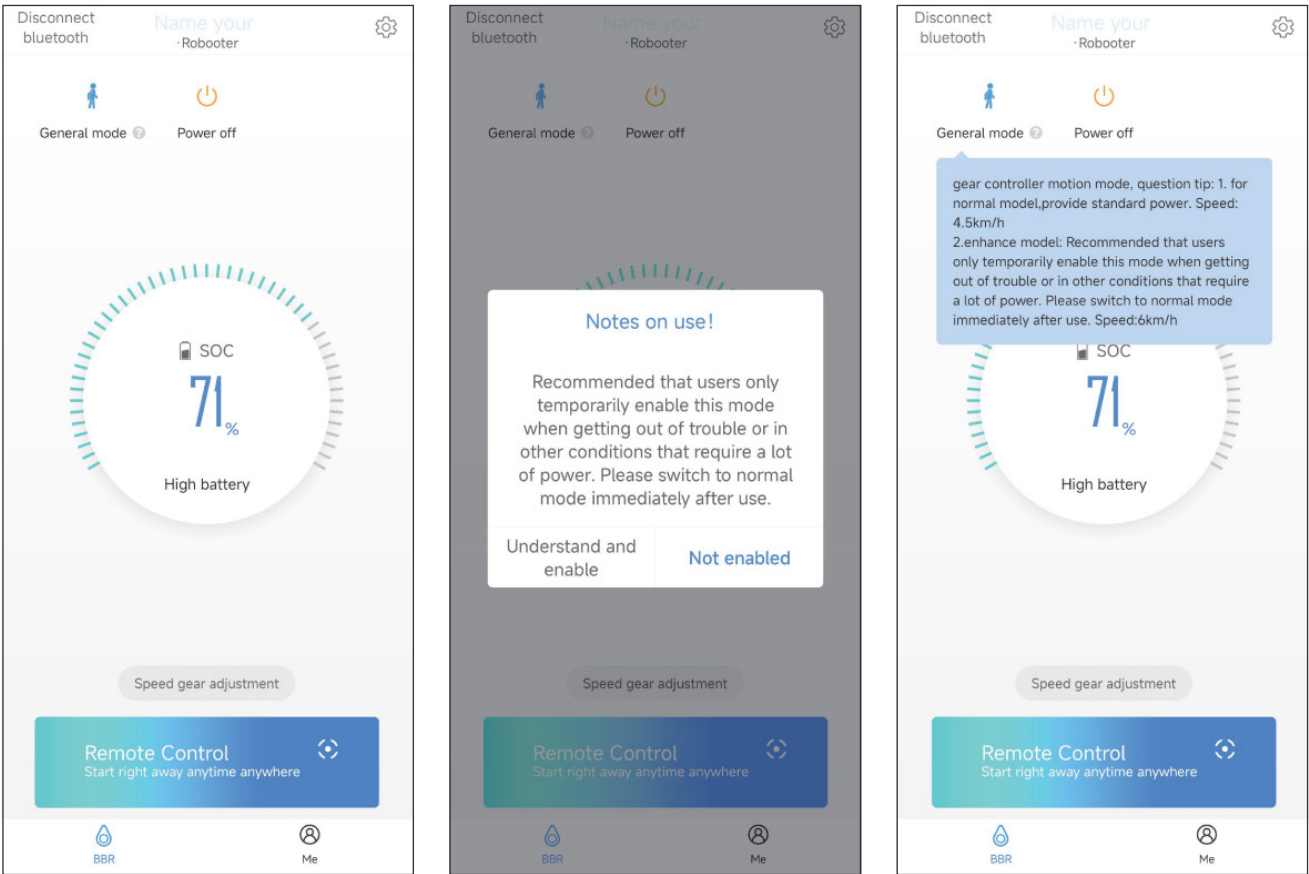 Disconnect
bluetooth
Name your
·Robooter
General mode
Power off
SOC
71%
High battery
Speed gear adjustment
Remote Control
Start right away anytime anywhere
BBR
Me
Disconnect
bluetooth
Name your
·Robooter
General mode
Power off
Notes on use!
Recommended that users only
temporarily enable this mode
when getting out of trouble or in
other conditions that require a lot
of power. Please switch to normal
mode immediately after use.
Understand and
enable
Not enabled
Speed gear adjustment
Remote Control
Start right away anytime anywhere
BBR
Me
Disconnect
bluetooth
Name your
·Robooter
General mode
Power off
gear controller motion mode, question tip: 1. for
normal model,provide standard power. Speed:
4.5km/h
2.enhance model: Recommended that users
only temporarily enable this mode when getting
out of trouble or in other conditions that require
a lot of power. Please switch to normal mode
immediately after use. Speed:6km/h
SOC
71%
High battery
Speed gear adjustment
Remote Control
Start right away anytime anywhere
BBR
Me